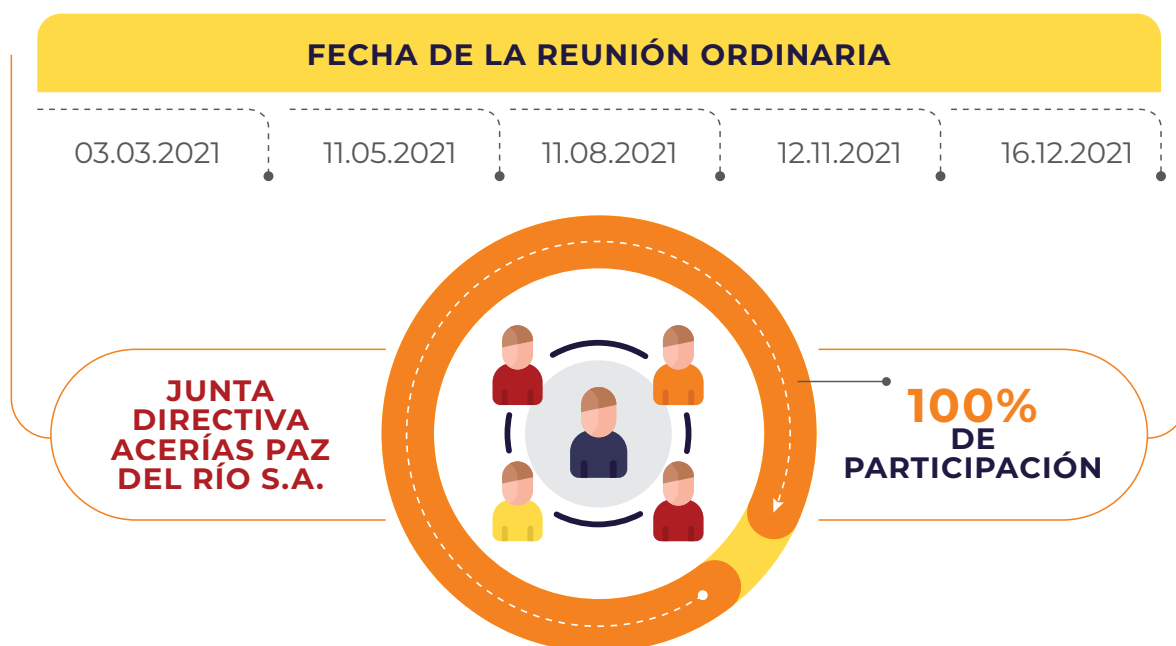 FECHA DE LA REUNIÓN ORDINARIA
03.03.2021
11.05.2021
11.08.2021
12.11.2021
16.12.2021
JUNTA
DIRECTIVA
ACERÍAS PAZ
DEL RÍO S.A.
100%
DE
PARTICIPACIÓN